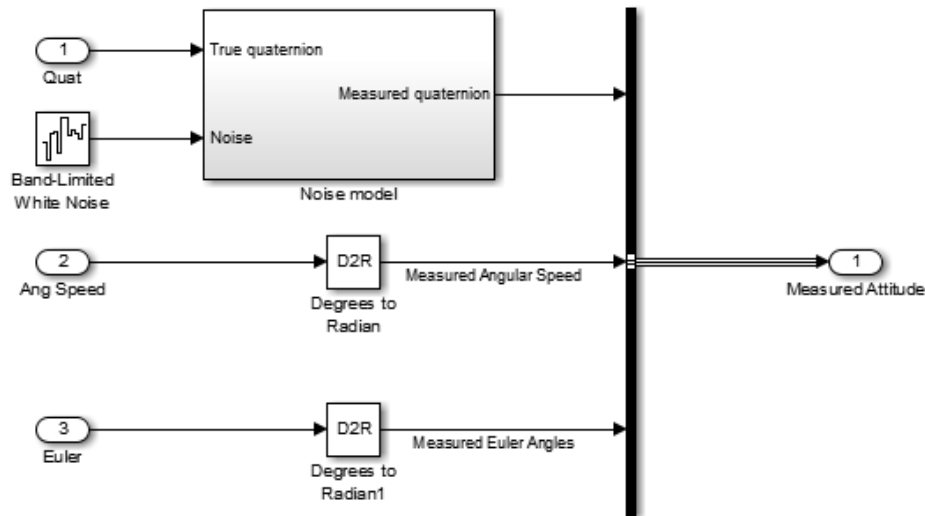 1
True quaternion
Quat
Measured quaternion
Noise
Band-Limited
White Noise
Noise model
2
D2R
Measured Angular Speed
1
Ang Speed
Degrees to
Radian
Measured Attitude
3
D2R
Measured Euler Angles
Euler
Degrees to
Radian1